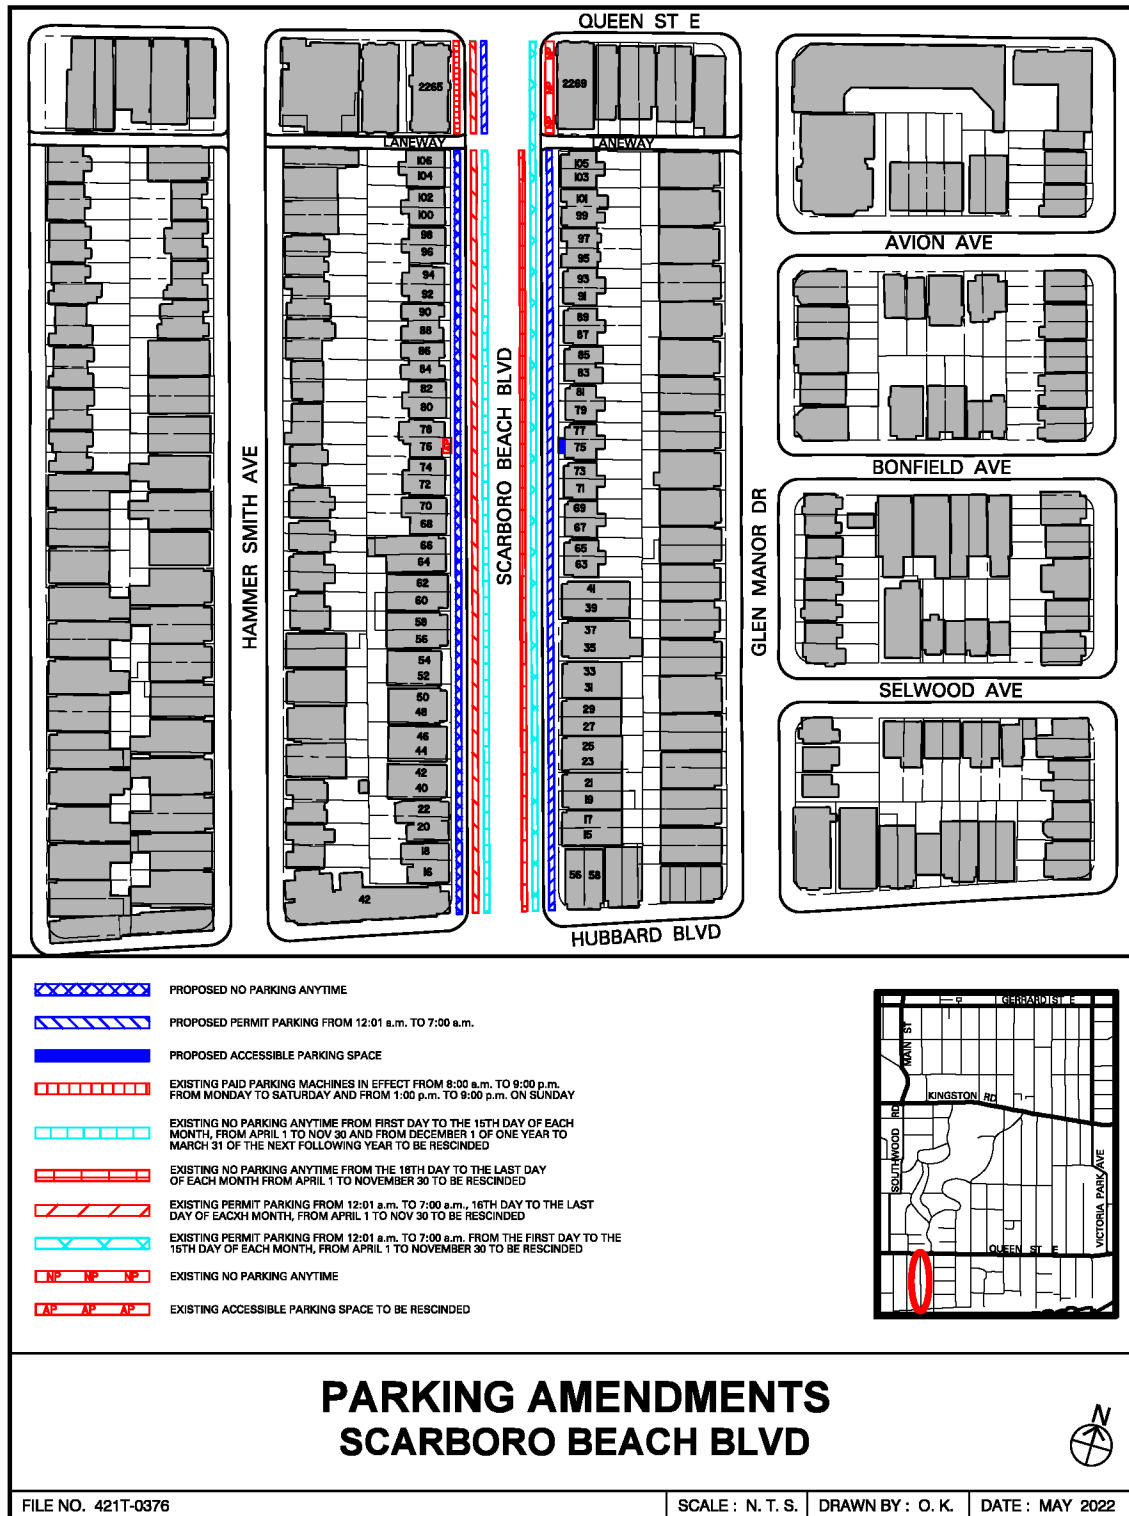 QUEEN ST E
2265
2269
LANEWAY
LANEWAY
106
104
102
100
98
96
94
92
90
88
86
84
82
80
78
76
74
72
70
68
66
64
62
60
58
56
54
52
50
48
46
44
42
40
22
20
18
16
42
AP
NP
NP
NP
105
103
101
99
97
95
93
91
89
87
85
83
81
79
77
75
73
71
69
67
65
63
41
39
37
35
33
31
29
27
25
23
21
19
17
15
56 58
HAMMER SMITH AVE
SCARBORO BEACH BLVD
GLEN MANOR DR
AVION AVE
BONFIELD AVE
SELWOOD AVE
HUBBARD BLVD
PROPOSED NO PARKING ANYTIME
PROPOSED PERMIT PARKING FROM 12:01 a.m. TO 7:00 a.m.
PROPOSED ACCESSIBLE PARKING SPACE
EXISTING PAID PARKING MACHINES IN EFFECT FROM 8:00 a.m. TO 9:00 p.m.
FROM MONDAY TO SATURDAY AND FROM 1:00 p.m. TO 9:00 p.m. ON SUNDAY
EXISTING NO PARKING ANYTIME FROM FIRST DAY TO THE 15TH DAY OF EACH
MONTH, FROM APRIL 1 TO NOV 30 AND FROM DECEMBER 1 OF ONE YEAR TO
MARCH 31 OF THE NEXT FOLLOWING YEAR TO BE RESCINDED
EXISTING NO PARKING ANYTIME FROM THE 16TH DAY TO THE LAST DAY
OF EACH MONTH FROM APRIL 1 TO NOVEMBER 30 TO BE RESCINDED
EXISTING PERMIT PARKING FROM 12:01 a.m. TO 7:00 a.m., 16TH DAY TO THE LAST
DAY OF EACXH MONTH, FROM APRIL 1 TO NOV 30 TO BE RESCINDED
EXISTING PERMIT PARKING FROM 12:01 a.m. TO 7:00 a.m. FROM THE FIRST DAY TO THE
15TH DAY OF EACH MONTH, FROM APRIL 1 TO NOVEMBER 30 TO BE RESCINDED
NP NP NP
EXISTING NO PARKING ANYTIME
AP AP AP
EXISTING ACCESSIBLE PARKING SPACE TO BE RESCINDED
GERRARD ST E
MAIN ST
KINGSTON RD
SOUTHWOOD RD
VICTORIA PARK AVE
QUEEN ST E
PARKING AMENDMENTS
SCARBORO BEACH BLVD
N
FILE NO. 421T-0376
SCALE : N. T. S.
DRAWN BY : O. K.
DATE : MAY 2022